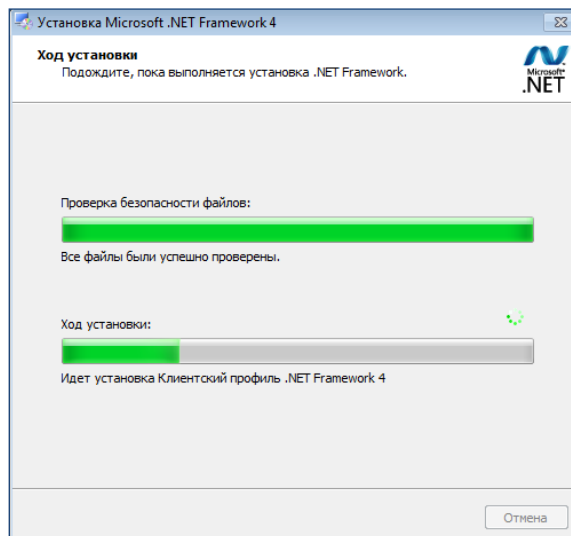 Установка Microsoft .NET Framework 4
Ход установки
Подождите, пока выполняется установка .NET Framework.
Microsoft®
.NET
Проверка безопасности файлов:
Все файлы были успешно проверены.
Ход установки:
Идет установка Клиентский профиль .NET Framework 4
Отмена